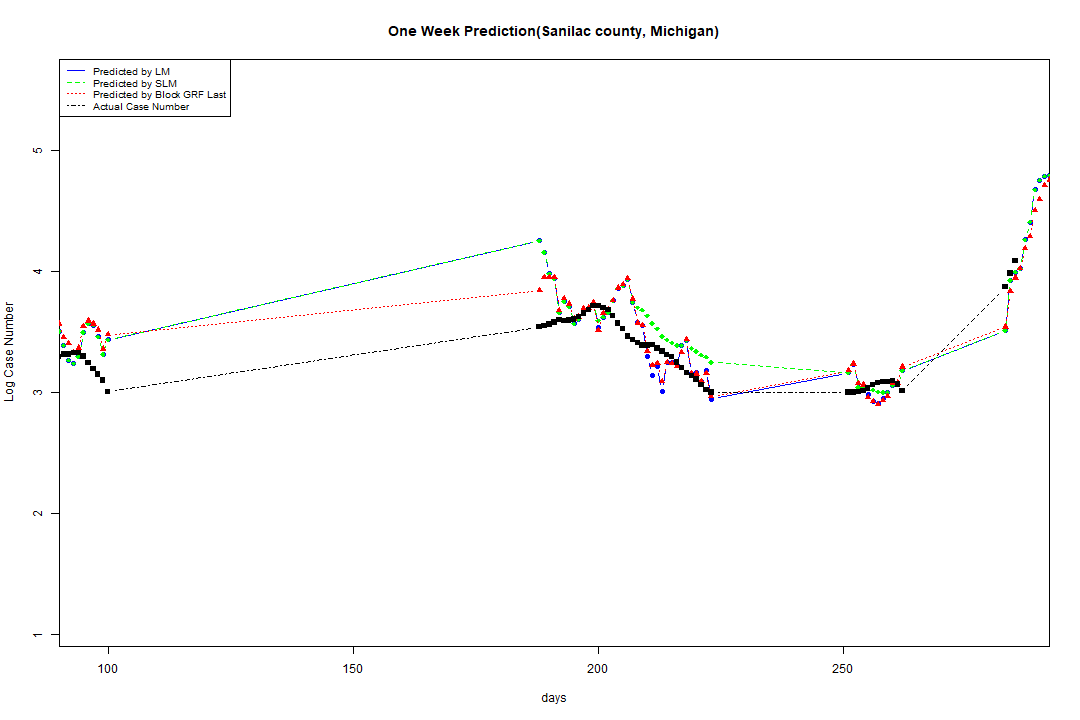 One Week Prediction(Sanilac county, Michigan)
Predicted by LM
Predicted by SLM
Predicted by Block GRF Last
Actual Case Number
5
4
3
2
1
Log Case Number
100 150 200 250
days